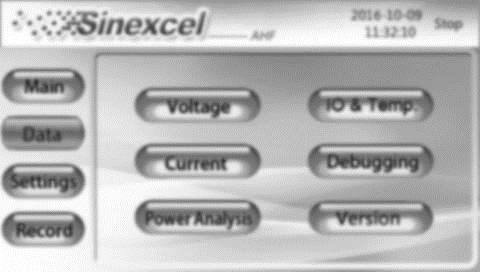 Sinexcel
AHF
2016-10-09
11:32:10
Stop
Main
Data
Settings
Record
Voltage
IO & Temp.
Current
Debugging
Power Analysis
Version